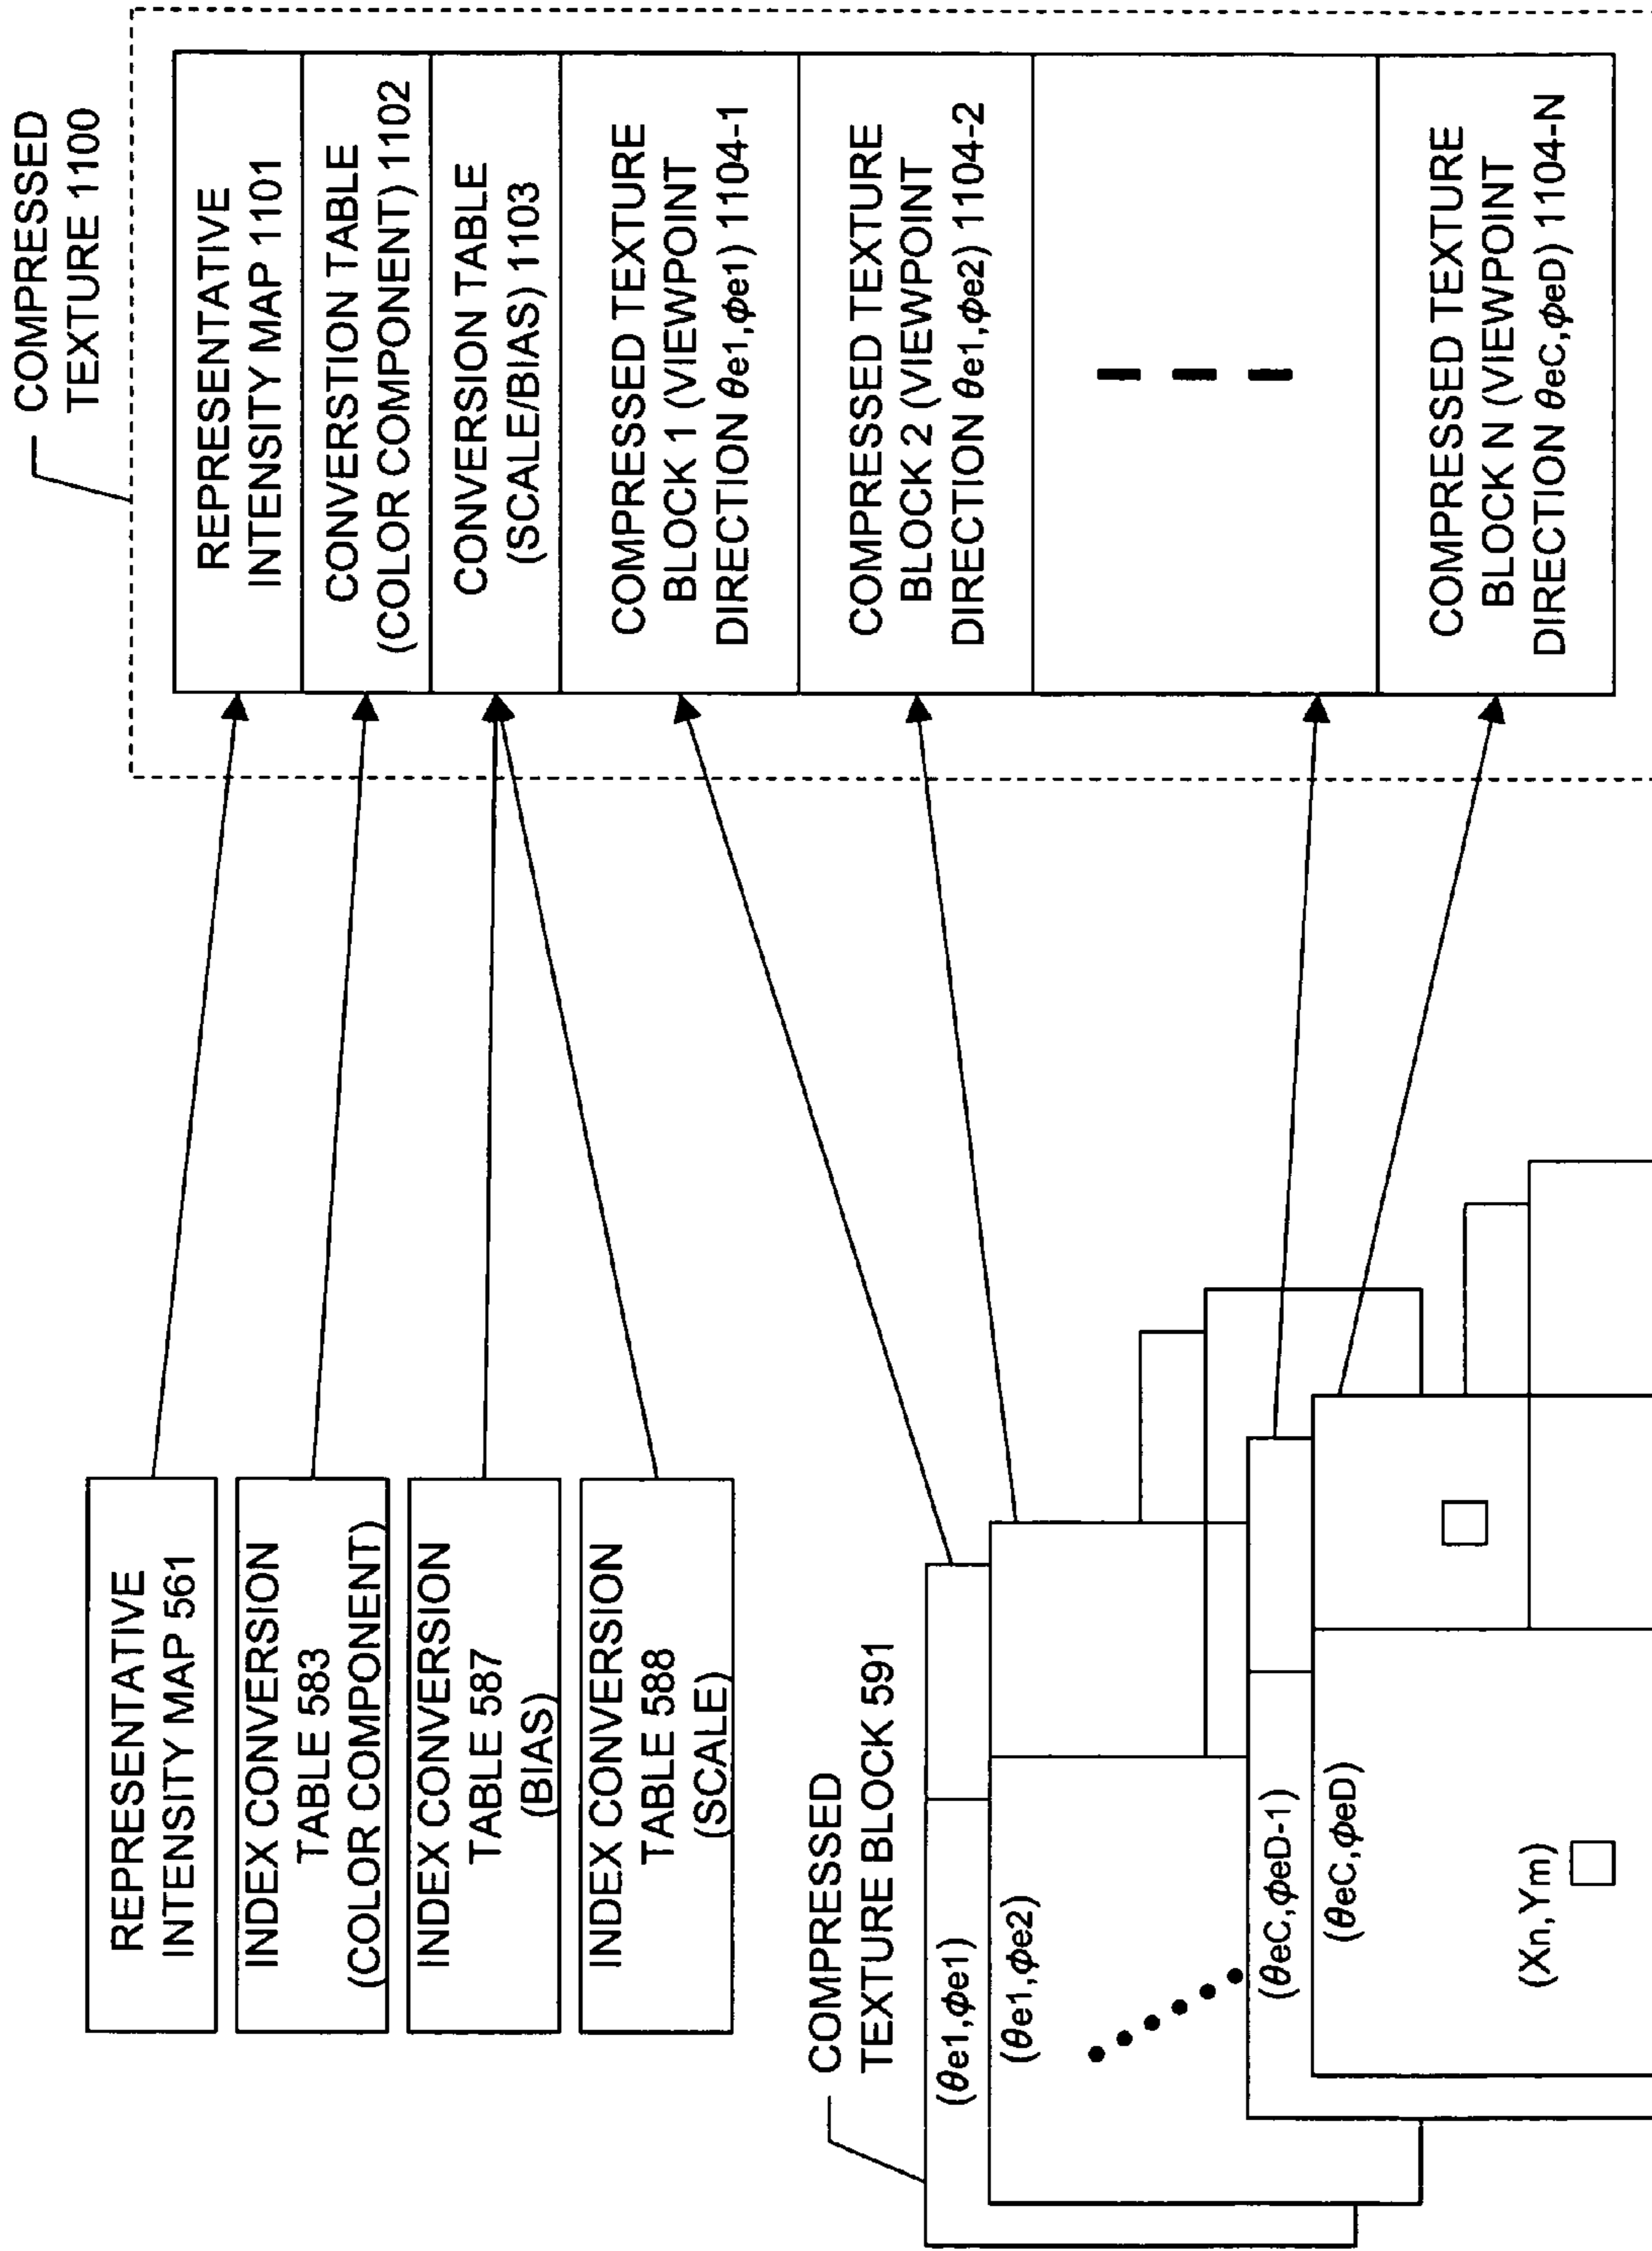 COMPRESSED
TEXTURE 1100
REPRESENTATIVE
INTENSITY MAP 561
INDEX CONVERSION
TABLE 583
(COLOR COMPONENT)
INDEX CONVERSION
TABLE 587
(BIAS)
INDEX CONVERSION
TABLE 588
(SCALE)
COMPRESSED
TEXTURE BLOCK 591
(θe1,ϕe1)
(θe1,ϕe2)
(θeC,ϕeD-1)
(θeC,ϕeD)
(Xn,Ym)
REPRESENTATIVE
INTENSITY MAP 1101
CONVERSTION TABLE
(COLOR COMPONENT) 1102
CONVERSION TABLE
(SCALE/BIAS) 1103
COMPRESSED TEXTURE
BLOCK 1 (VIEWPOINT
DIRECTION θe1,ϕe1) 1104-1
COMPRESSED TEXTURE
BLOCK 2 (VIEWPOINT
DIRECTION θe1,ϕe2) 1104-2
COMPRESSED TEXTURE
BLOCK N (VIEWPOINT
DIRECTION θeC,ϕeD) 1104-N